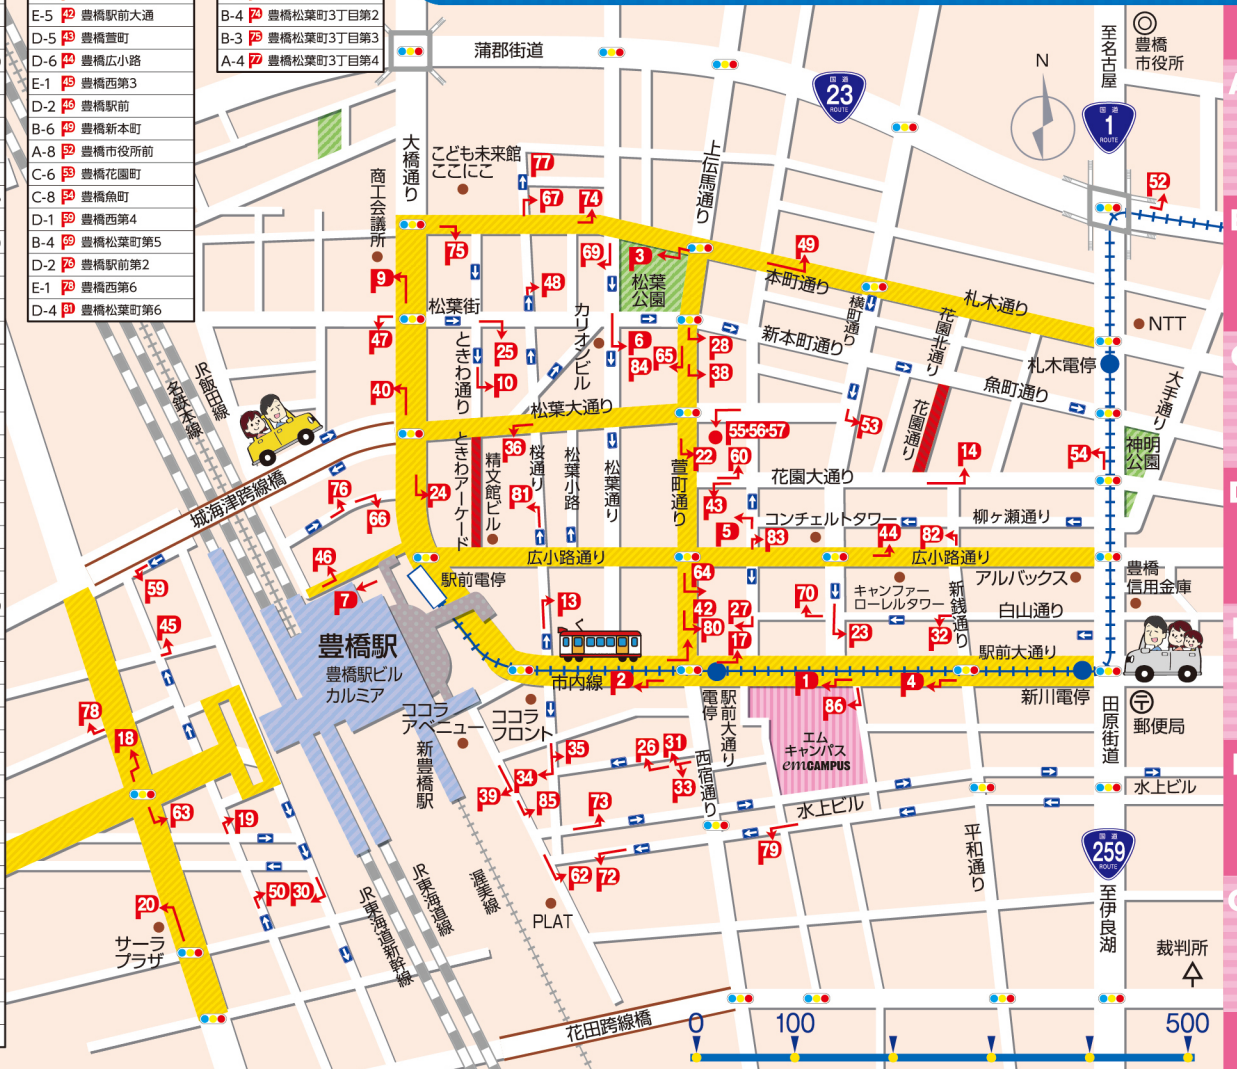 E-5 42 豊橋駅前大通
D-5 43 豊橋萱町
D-6 44 豊橋広小路
E-1 45 豊橋西第3
D-2 46 豊橋駅前
B-6 49 豊橋新本町
A-8 52 豊橋市役所前
C-6 53 豊橋花園町
C-8 54 豊橋魚町
D-1 59 豊橋西第4
B-4 69 豊橋松葉町第5
D-2 76 豊橋駅前第2
E-1 78 豊橋西第6
D-4 81 豊橋松葉町第6
B-4 74 豊橋松葉町3丁目第2
B-3 75 豊橋松葉町3丁目第3
A-4 77 豊橋松葉町3丁目第4
蒲郡街道
国道
23
ROUTE
至名古屋
豊橋
市役所
N
国道
1
ROUTE
大橋通り
こども未来館
ここにこ
77
67
74
商工会議所
上伝馬通り
52
75
69
3
49
9
48
松葉
公園
本町通り
札木通り
松葉街
47
ときわ通り
25
10
カリオンビル
6
84
65
28
38
新本町通り
横町通り
花園北通り
NTT
札木電停
魚町通り
大手通り
JR飯田線
名鉄本線
40
松葉大通り
36
55・56・57
53
花園通り
22
60
14
54
神明
公園
城海津跨線橋
76
66
24
ときわアーケード
精文館ビル
桜通り
81
松葉小路
松葉通り
萱町通り
花園大通り
43
5
83
コンチェルトタワー
44
82
柳ヶ瀬通り
広小路通り
広小路通り
46
7
59
45
駅前電停
64
13
42
80
27
17
70
23
キャンファー
ローレルタワー
32
新銭通り
アルバックス
白山通り
豊橋
信用金庫
駅前大通り
豊橋駅
豊橋駅ビル
カルミア
市内線
2
1
4
86
新川電停
ココラ
アベニュー
ココラ
フロント
駅前大通り
電停
エム
キャンパス
emCAMPUS
田原街道
郵便局
78
18
新豊橋駅
35
34
39
85
26
31
33
西宿通り
73
水上ビル
水上ビル
63
19
79
62
72
平和通り
国道
259
ROUTE
50
30
20
サーラ
プラザ
JR東海道新幹線
JR東海道線
渥美線
PLAT
至伊良湖
裁判所
花田跨線橋
0
100
500